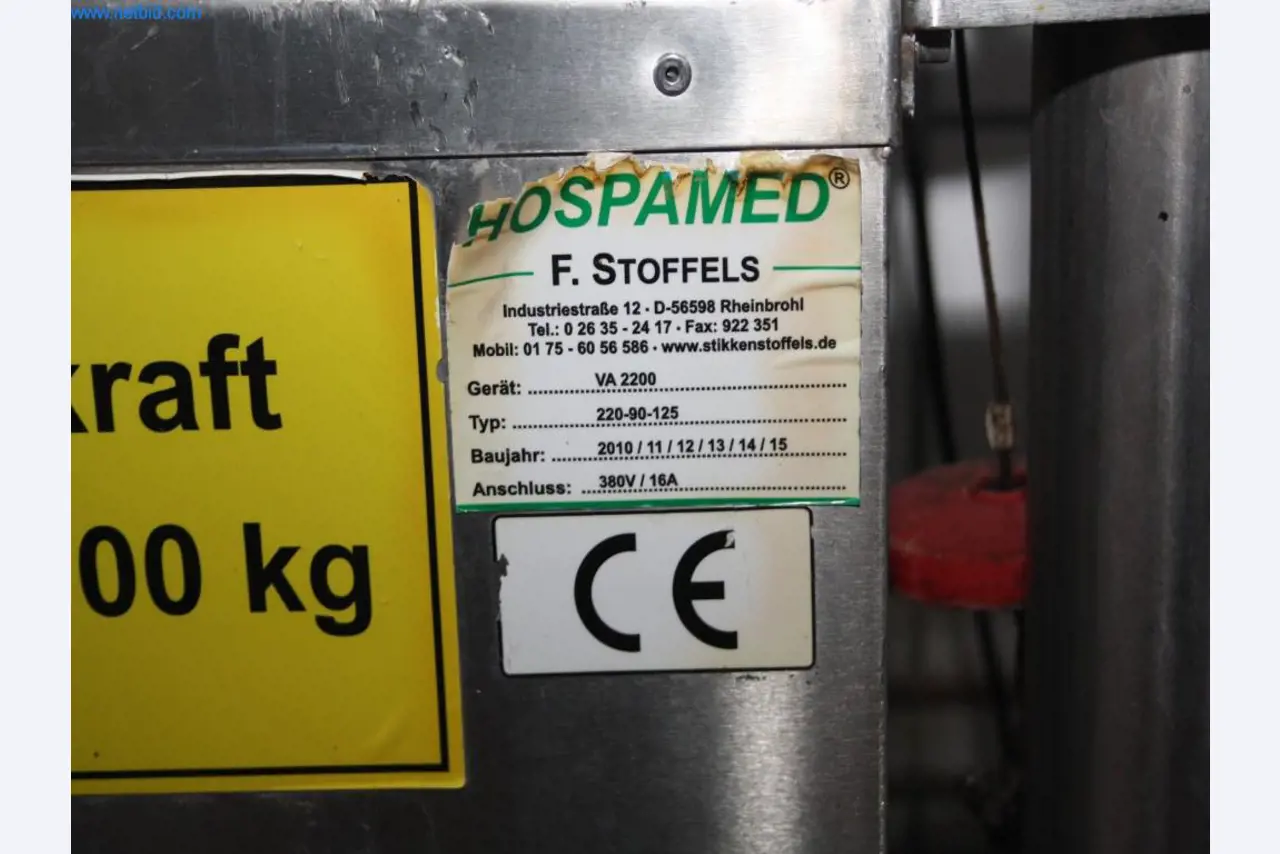 www.netbid.com
HOSPAMED®
F. STOFFELS
Industriestraße 12 · D-56598 Rheinbrohl
Tel.: 0 26 35 - 24 17 · Fax: 922 351
Mobil: 01 75 - 60 56 586 · www.stikkenstoffels.de
Gerät: VA 2200
Typ: 220-90-125
Baujahr: 2010 / 11 / 12 / 13 / 14 / 15
Anschluss: 380V / 16A
CE
kraft
00 kg